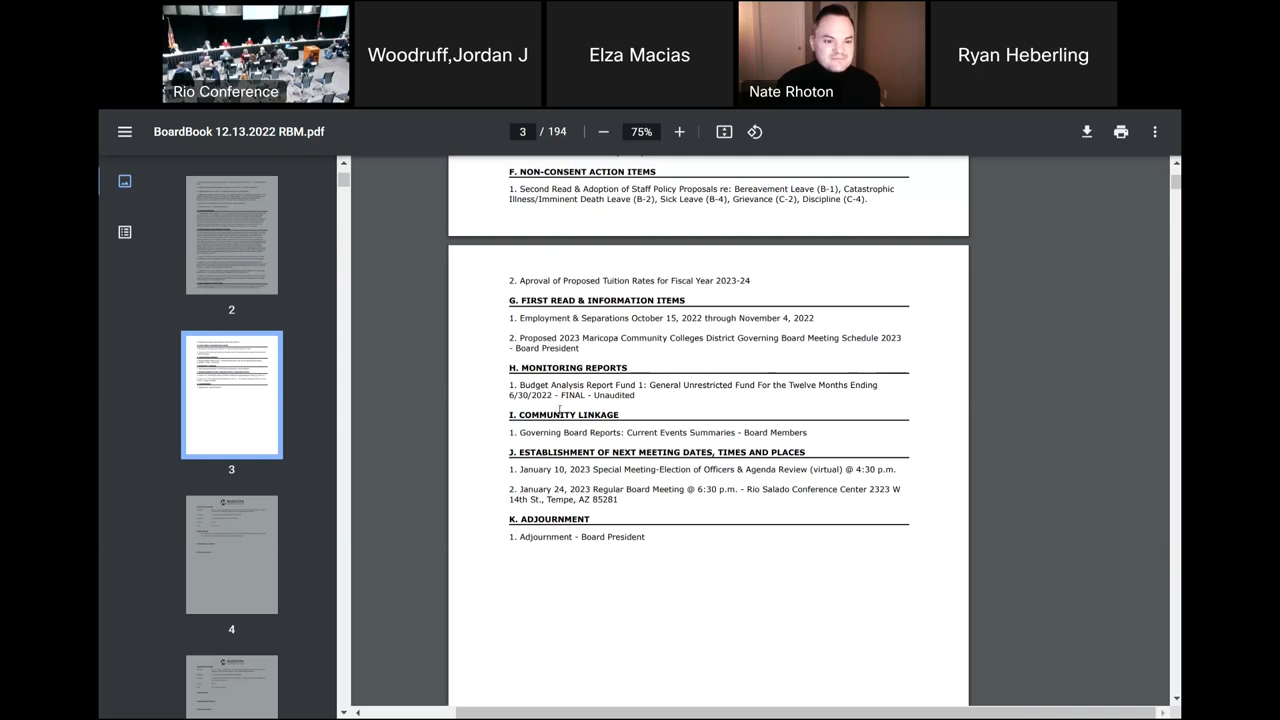 Woodruff,Jordan J
Elza Macias
Ryan Heberling
Rio Conference
Nate Rhoton
BoardBook 12.13.2022 RBM.pdf
3 / 194
75%
F. NON-CONSENT ACTION ITEMS
1. Second Read & Adoption of Staff Policy Proposals re: Bereavement Leave (B-1), Catastrophic
Illness/Imminent Death Leave (B-2), Sick Leave (B-4), Grievance (C-2), Discipline (C-4).
2. Aproval of Proposed Tuition Rates for Fiscal Year 2023-24
G. FIRST READ & INFORMATION ITEMS
1. Employment & Separations October 15, 2022 through November 4, 2022
2. Proposed 2023 Maricopa Community Colleges District Governing Board Meeting Schedule 2023
- Board President
H. MONITORING REPORTS
1. Budget Analysis Report Fund 1: General Unrestricted Fund For the Twelve Months Ending
6/30/2022 - FINAL - Unaudited
I. COMMUNITY LINKAGE
1. Governing Board Reports: Current Events Summaries - Board Members
J. ESTABLISHMENT OF NEXT MEETING DATES, TIMES AND PLACES
1. January 10, 2023 Special Meeting-Election of Officers & Agenda Review (virtual) @ 4:30 p.m.
2. January 24, 2023 Regular Board Meeting @ 6:30 p.m. - Rio Salado Conference Center 2323 W
14th St., Tempe, AZ 85281
K. ADJOURNMENT
1. Adjournment - Board President
2
3
4